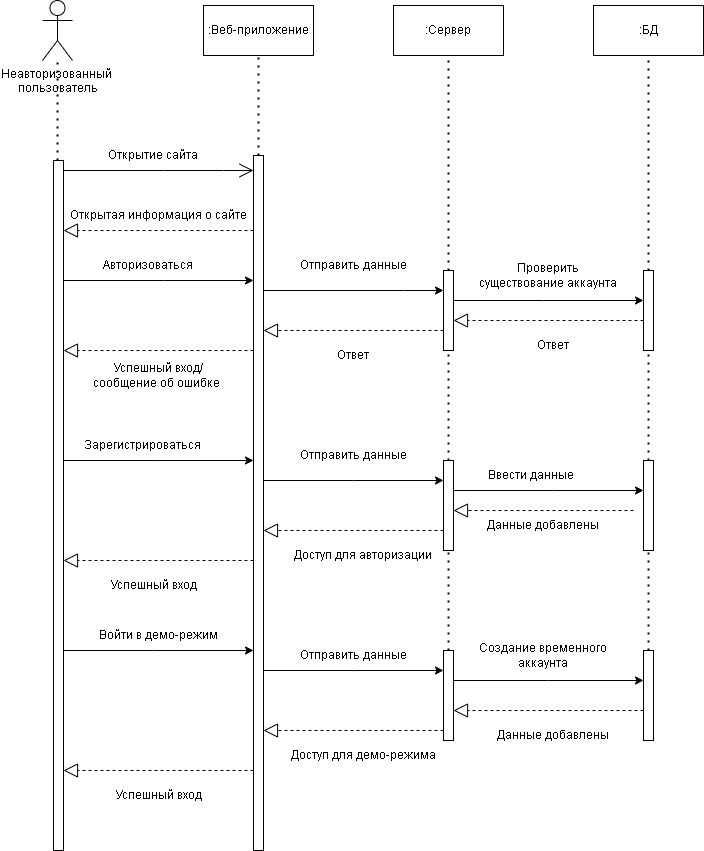 :Веб-приложение
:Сервер
:БД
Неавторизованный
пользователь
Открытие сайта
Открытая информация о сайте
Авторизоваться
Отправить данные
Проверить
существование аккаунта
Ответ
Ответ
Успешный вход/
сообщение об ошибке
Зарегистрироваться
Отправить данные
Ввести данные
Данные добавлены
Доступ для авторизации
Успешный вход
Войти в демо-режим
Отправить данные
Создание временного
аккаунта
Данные добавлены
Доступ для демо-режима
Успешный вход